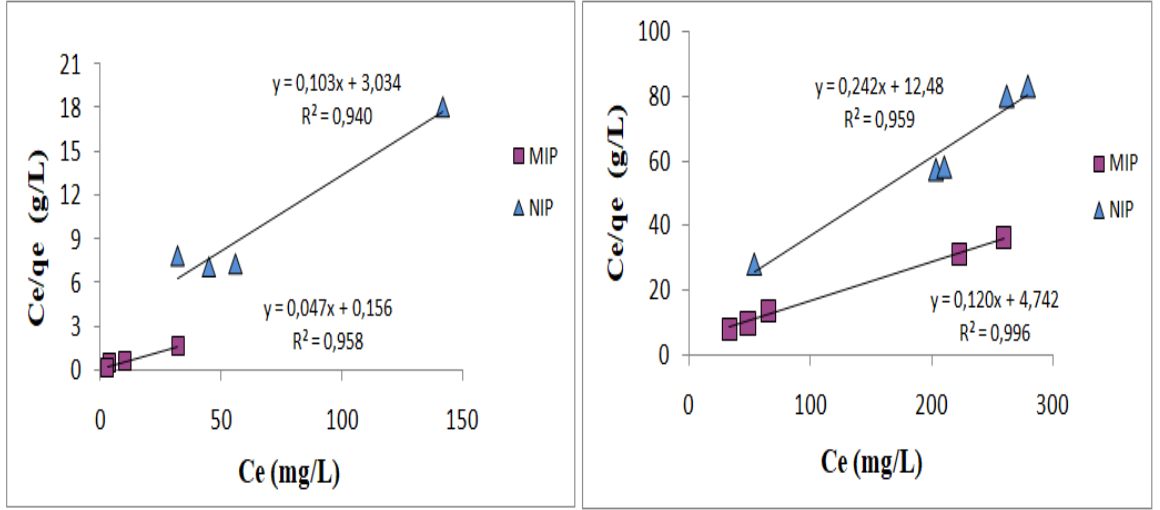 21
18
15
12
9
6
3
0
Ce/qe (g/L)
y = 0,103x + 3,034
R² = 0,940
y = 0,047x + 0,156
R² = 0,958
MIP
NIP
0 50 100 150
Ce (mg/L)
100
80
60
40
20
0
Ce/qe (g/L)
y = 0,242x + 12,48
R² = 0,959
y = 0,120x + 4,742
R² = 0,996
MIP
NIP
0 100 200 300
Ce (mg/L)